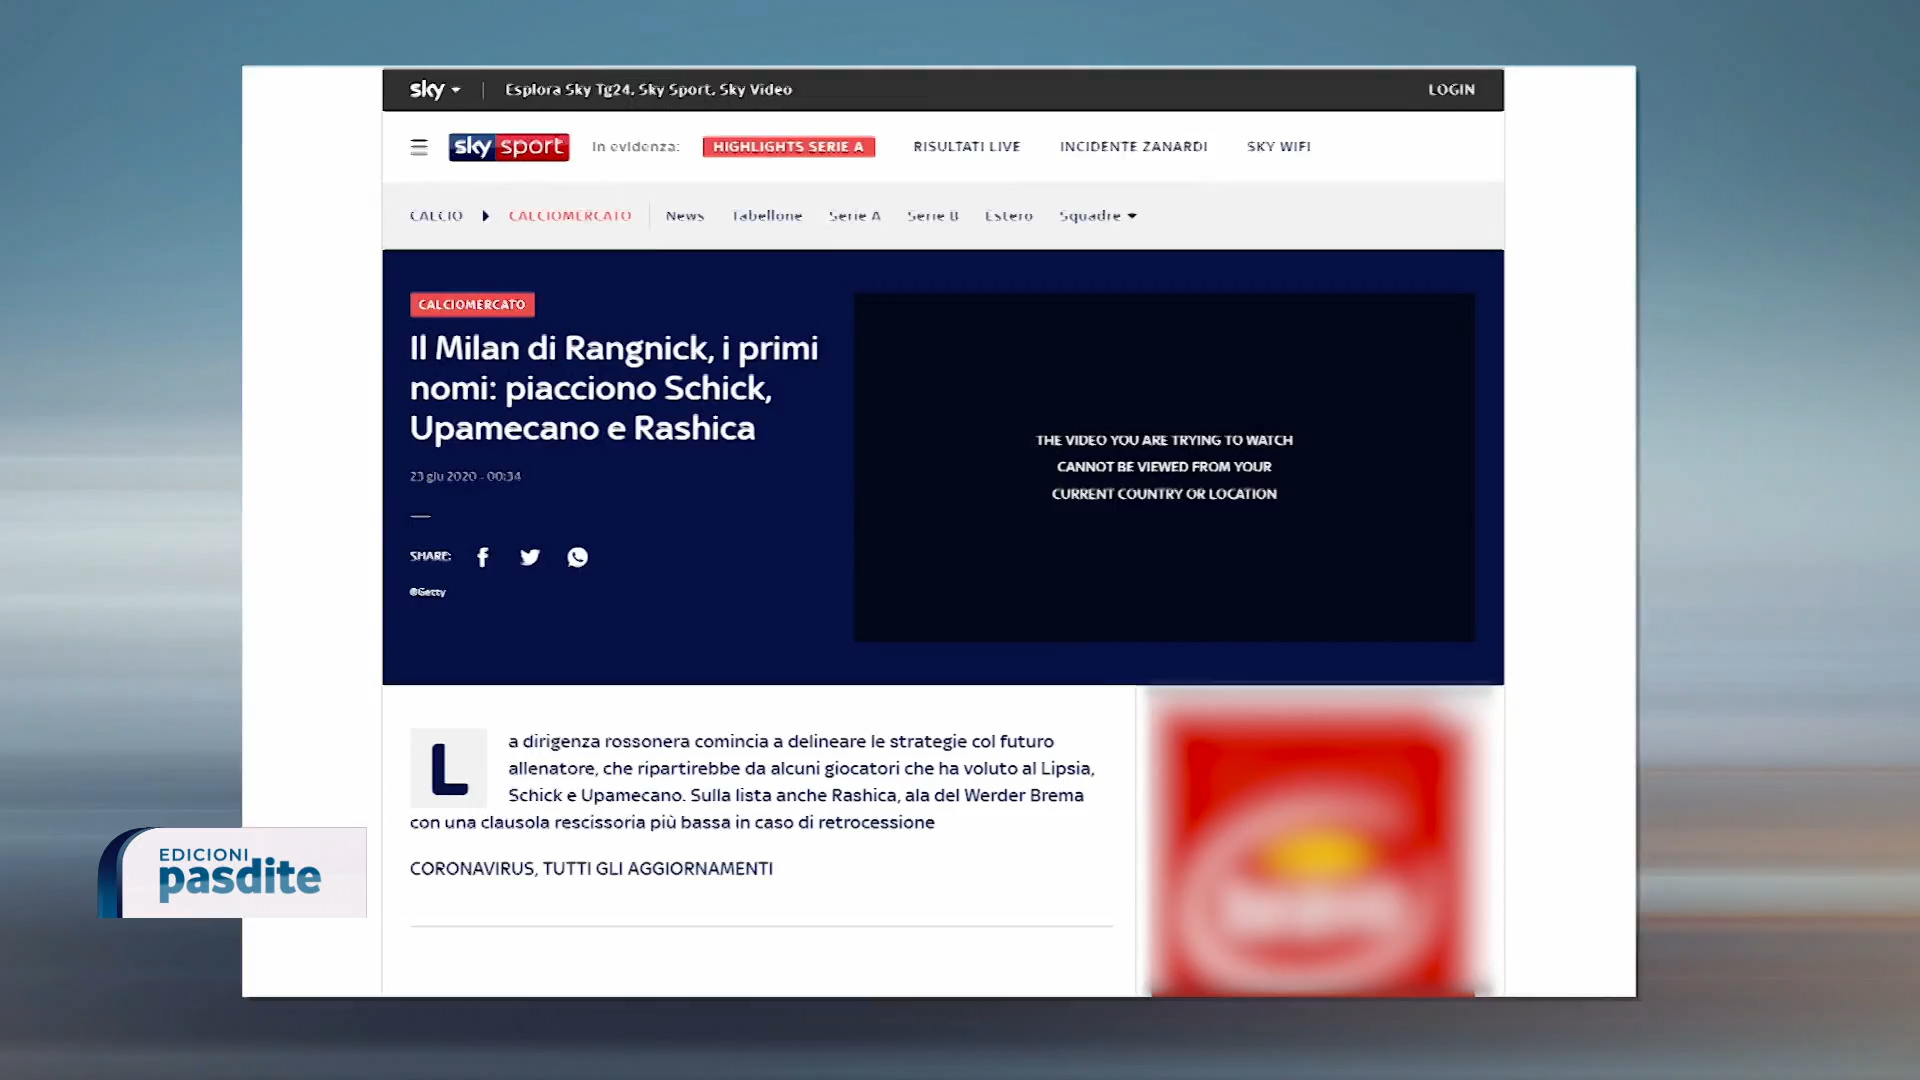 sky Esplora Sky Tg24, Sky Sport, Sky Video LOGIN
sky sport In evidenza: HIGHLIGHTS SERIE A RISULTATI LIVE INCIDENTE ZANARDI SKY WIFI
CALCIO CALCIOMERCATO News Tabellone Serie A Serie B Estero Squadre
CALCIOMERCATO
Il Milan di Rangnick, i primi
nomi: piacciono Schick,
Upamecano e Rashica
23 giu 2020 - 00:34
SHARE:
©Getty
THE VIDEO YOU ARE TRYING TO WATCH
CANNOT BE VIEWED FROM YOUR
CURRENT COUNTRY OR LOCATION
La dirigenza rossonera comincia a delineare le strategie col futuro
allenatore, che ripartirebbe da alcuni giocatori che ha voluto al Lipsia,
Schick e Upamecano. Sulla lista anche Rashica, ala del Werder Brema
con una clausola rescissoria più bassa in caso di retrocessione
CORONAVIRUS, TUTTI GLI AGGIORNAMENTI
EDICIONI
pasdite